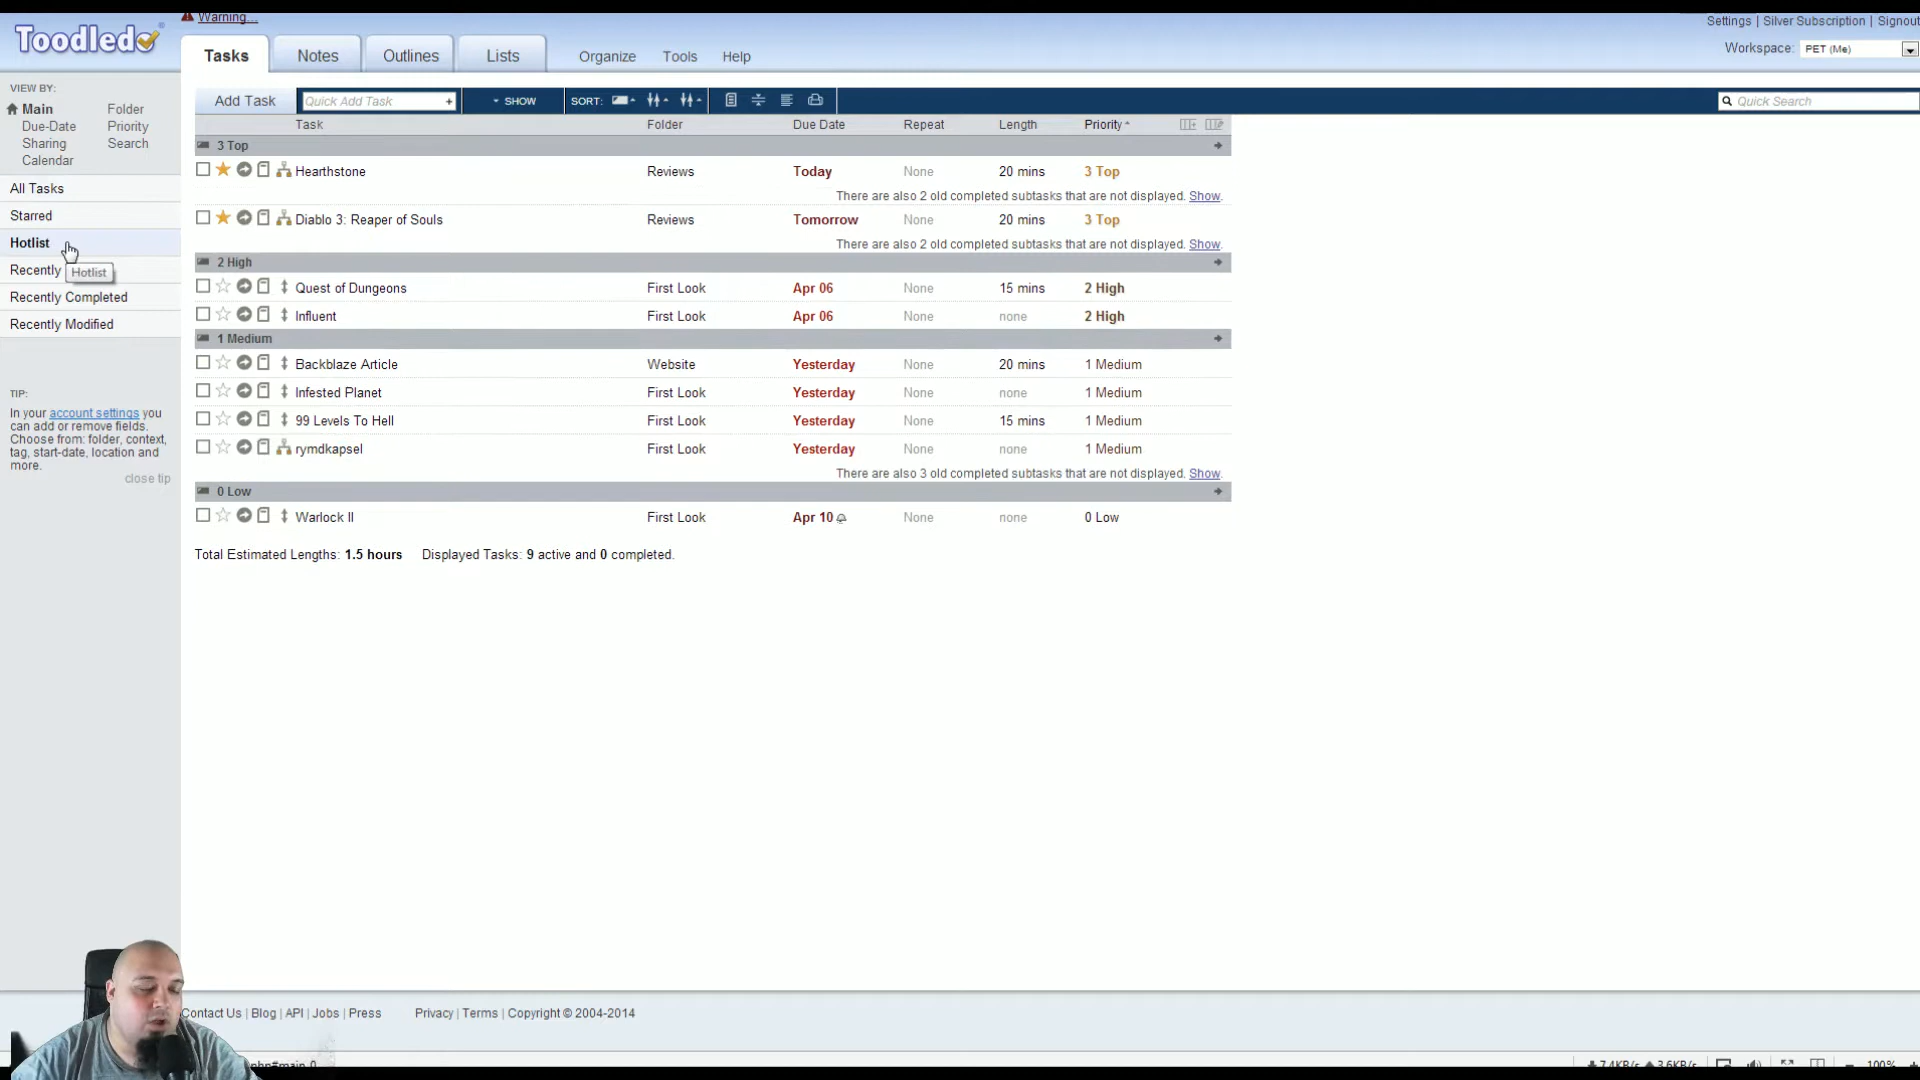 Warning...
Settings | Silver Subscription | Signout
Toodledo
Tasks Notes Outlines Lists Organize Tools Help
Workspace: PET (Me)
VIEW BY:
Main Folder
Due-Date Priority
Sharing Search
Calendar
All Tasks
Starred
Hotlist
Recently
Hotlist
Recently Completed
Recently Modified
TIP:
In your account settings you
can add or remove fields.
Choose from: folder, context,
tag, start-date, location and
more.
close tip
Add Task Quick Add Task + SHOW SORT: Quick Search
Task Folder Due Date Repeat Length Priority
3 Top
Hearthstone Reviews Today None 20 mins 3 Top
There are also 2 old completed subtasks that are not displayed. Show.
Diablo 3: Reaper of Souls Reviews Tomorrow None 20 mins 3 Top
There are also 2 old completed subtasks that are not displayed. Show.
2 High
Quest of Dungeons First Look Apr 06 None 15 mins 2 High
Influent First Look Apr 06 None none 2 High
1 Medium
Backblaze Article Website Yesterday None 20 mins 1 Medium
Infested Planet First Look Yesterday None none 1 Medium
99 Levels To Hell First Look Yesterday None 15 mins 1 Medium
rymdkapsel First Look Yesterday None none 1 Medium
There are also 3 old completed subtasks that are not displayed. Show.
0 Low
Warlock II First Look Apr 10 None none 0 Low
Total Estimated Lengths: 1.5 hours Displayed Tasks: 9 active and 0 completed.
Contact Us | Blog | API | Jobs | Press Privacy | Terms | Copyright © 2004-2014
php#main-0 7.4KB/s 3.6KB/s 100%